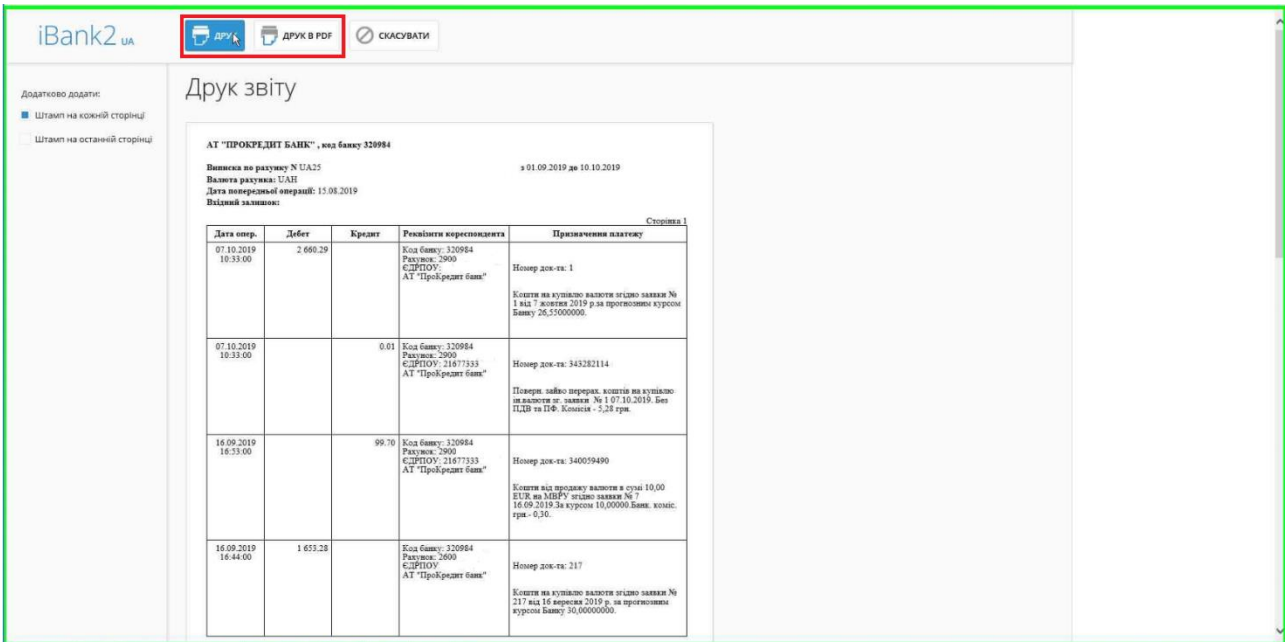 iBank2 UA
ДРУК
ДРУК В PDF
СКАСУВАТИ
Додатково додати:
Штамп на кожній сторінці
Штамп на останній сторінці
Друк звіту
АТ "ПРОКРЕДИТ БАНК" , код банку 320984
Виписка по рахунку N UA25
з 01.09.2019 до 10.10.2019
Валюта рахунка: UAH
Дата попередньої операції: 15.08.2019
Вхідний залишок:
Сторінка 1
Дата опер. Дебет Кредит Реквізити кореспондента Призначення платежу
07.10.2019
10:33:00
2 660.29
Код банку: 320984
Рахунок: 2900
ЄДРПОУ:
АТ "ПроКредит банк"
Номер док-та: 1
Кошти на купівлю валюти згідно заявки №
1 від 7 жовтня 2019 р.за прогнозним курсом
Банку 26,55000000.
07.10.2019
10:33:00
0.01
Код банку: 320984
Рахунок: 2900
ЄДРПОУ: 21677333
АТ "ПроКредит банк"
Номер док-та: 343282114
Поверн. зайво перерах. коштів на купівлю
ін.валюти зг. заявки № 1 07.10.2019. Без
ПДВ та ПФ. Комісія - 5,28 грн.
16.09.2019
16:53:00
99.70
Код банку: 320984
Рахунок: 2900
ЄДРПОУ: 21677333
АТ "ПроКредит банк"
Номер док-та: 340059490
Кошти від продажу валюти в сумі 10,00
EUR на МВРУ згідно заявки № 7
16.09.2019.За курсом 10,00000.Банк. коміс.
грн.- 0,30.
16.09.2019
16:44:00
1 653.28
Код банку: 320984
Рахунок: 2600
ЄДРПОУ
АТ "ПроКредит банк"
Номер док-та: 217
Кошти на купівлю валюти згідно заявки №
217 від 16 вересня 2019 р. за прогнозним
курсом Банку 30,00000000.